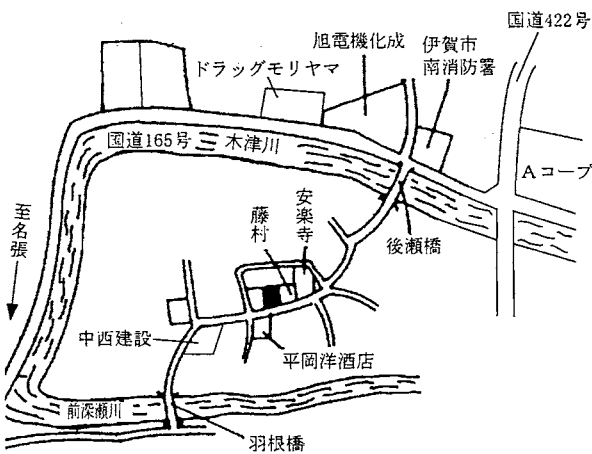 国道422号
旭電機化成
伊賀市
南消防署
ドラッグモリヤマ
国道165号
木津川
Aコープ
至名張
安楽寺
藤村
後瀬橋
中西建設
平岡洋酒店
前深瀬川
羽根橋